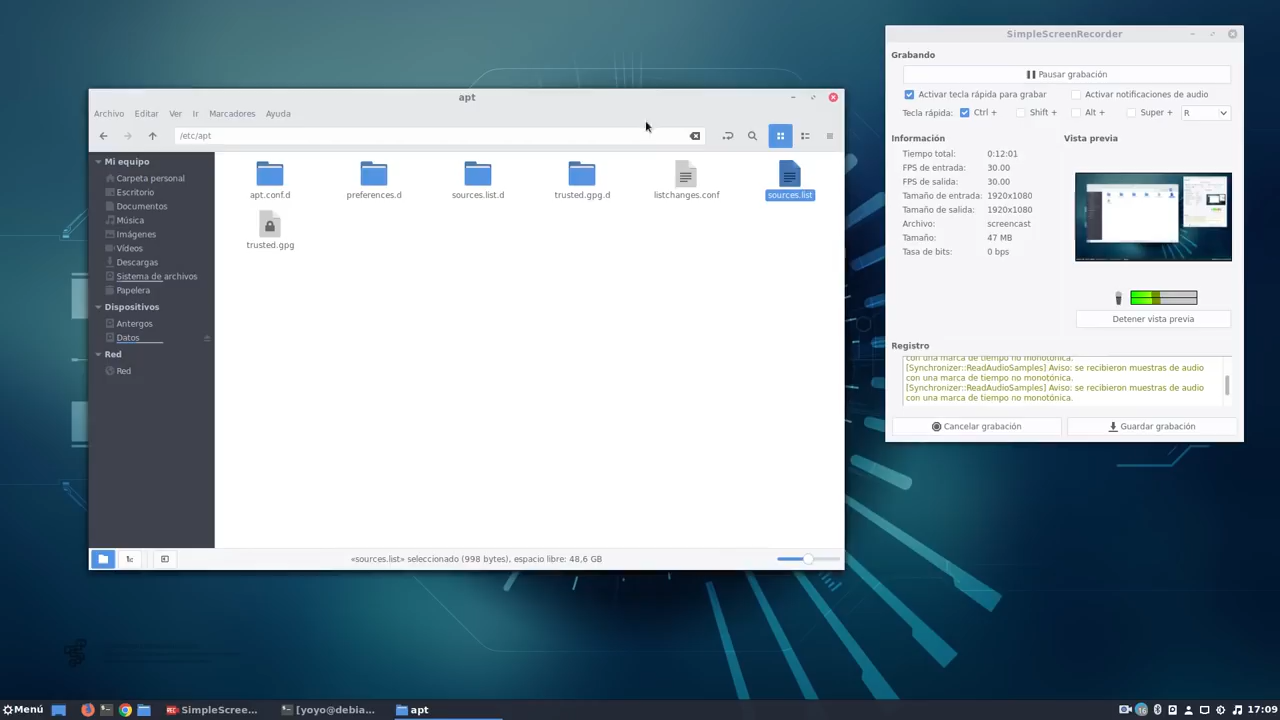 SimpleScreenRecorder
Grabando
Pausar grabación
Activar tecla rápida para grabar
Activar notificaciones de audio
Tecla rápida:
Ctrl +
Shift +
Alt +
Super +
R
Información
Vista previa
Tiempo total: 0:12:01
FPS de entrada: 30.00
FPS de salida: 30.00
Tamaño de entrada: 1920x1080
Tamaño de salida: 1920x1080
Archivo: screencast
Tamaño: 47 MB
Tasa de bits: 0 bps
Detener vista previa
Registro
con una marca de tiempo no monotónica.
[Synchronizer::ReadAudioSamples] Aviso: se recibieron muestras de audio
con una marca de tiempo no monotónica.
[Synchronizer::ReadAudioSamples] Aviso: se recibieron muestras de audio
con una marca de tiempo no monotónica.
Cancelar grabación
Guardar grabación
apt
Archivo Editar Ver Ir Marcadores Ayuda
/etc/apt
Mi equipo
Carpeta personal
Escritorio
Documentos
Música
Imágenes
Vídeos
Descargas
Sistema de archivos
Papelera
Dispositivos
Antergos
Datos
Red
Red
apt.conf.d
preferences.d
sources.list.d
trusted.gpg.d
listchanges.conf
sources.list
trusted.gpg
«sources.list» seleccionado (998 bytes), espacio libre: 48,6 GB
Menú
SimpleScree...
[yoyo@debia...
apt
16
17:09